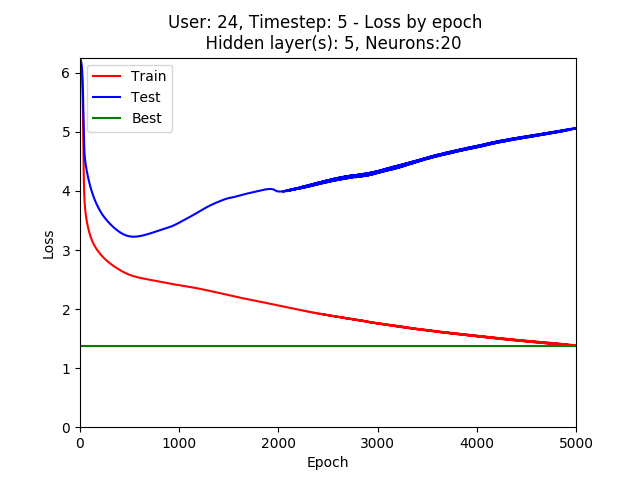 User: 24, Timestep: 5 - Loss by epoch
Hidden layer(s): 5, Neurons:20
Train
Test
Best
6
5
4
3
2
1
0
Loss
0 1000 2000 3000 4000 5000
Epoch